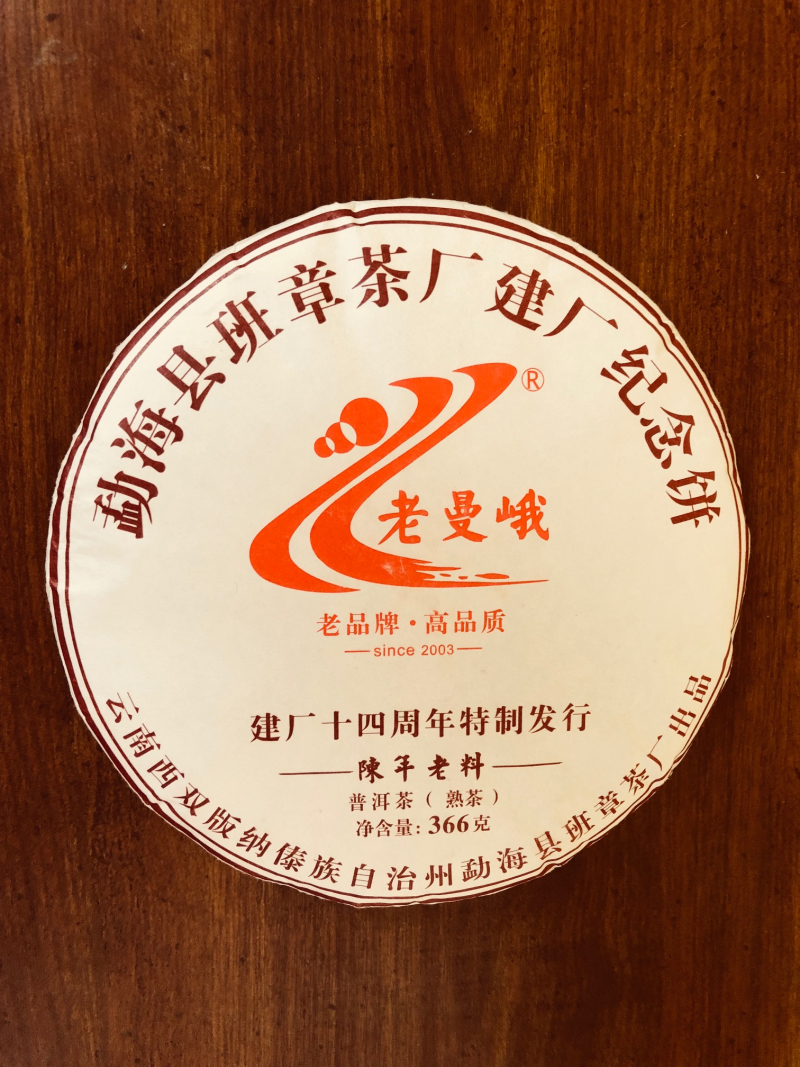 勐海县班章茶厂建厂纪念饼
®
老曼峨
老品牌·高品质
since 2003
建厂十四周年特制发行
陳年老料
普洱茶（熟茶）
净含量：366克
云南西双版纳傣族自治州勐海县班章茶厂出品